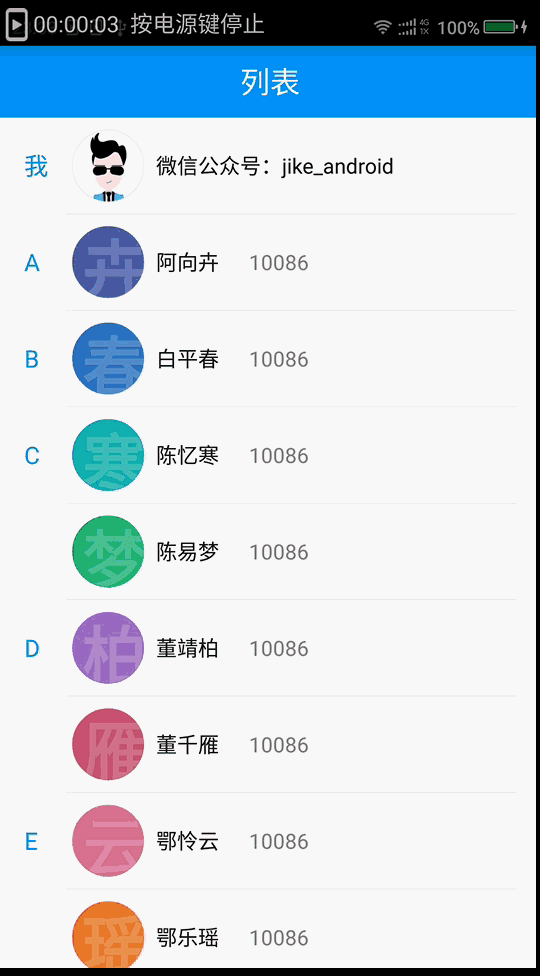 00:00:03 按电源键停止 4G 1X 100%
列表
我 微信公众号：jike_android
A 卉 阿向卉 10086
B 春 白平春 10086
C 寒 陈忆寒 10086
梦 陈易梦 10086
D 柏 董靖柏 10086
雁 董千雁 10086
E 云 鄂怜云 10086
瑶 鄂乐瑶 10086